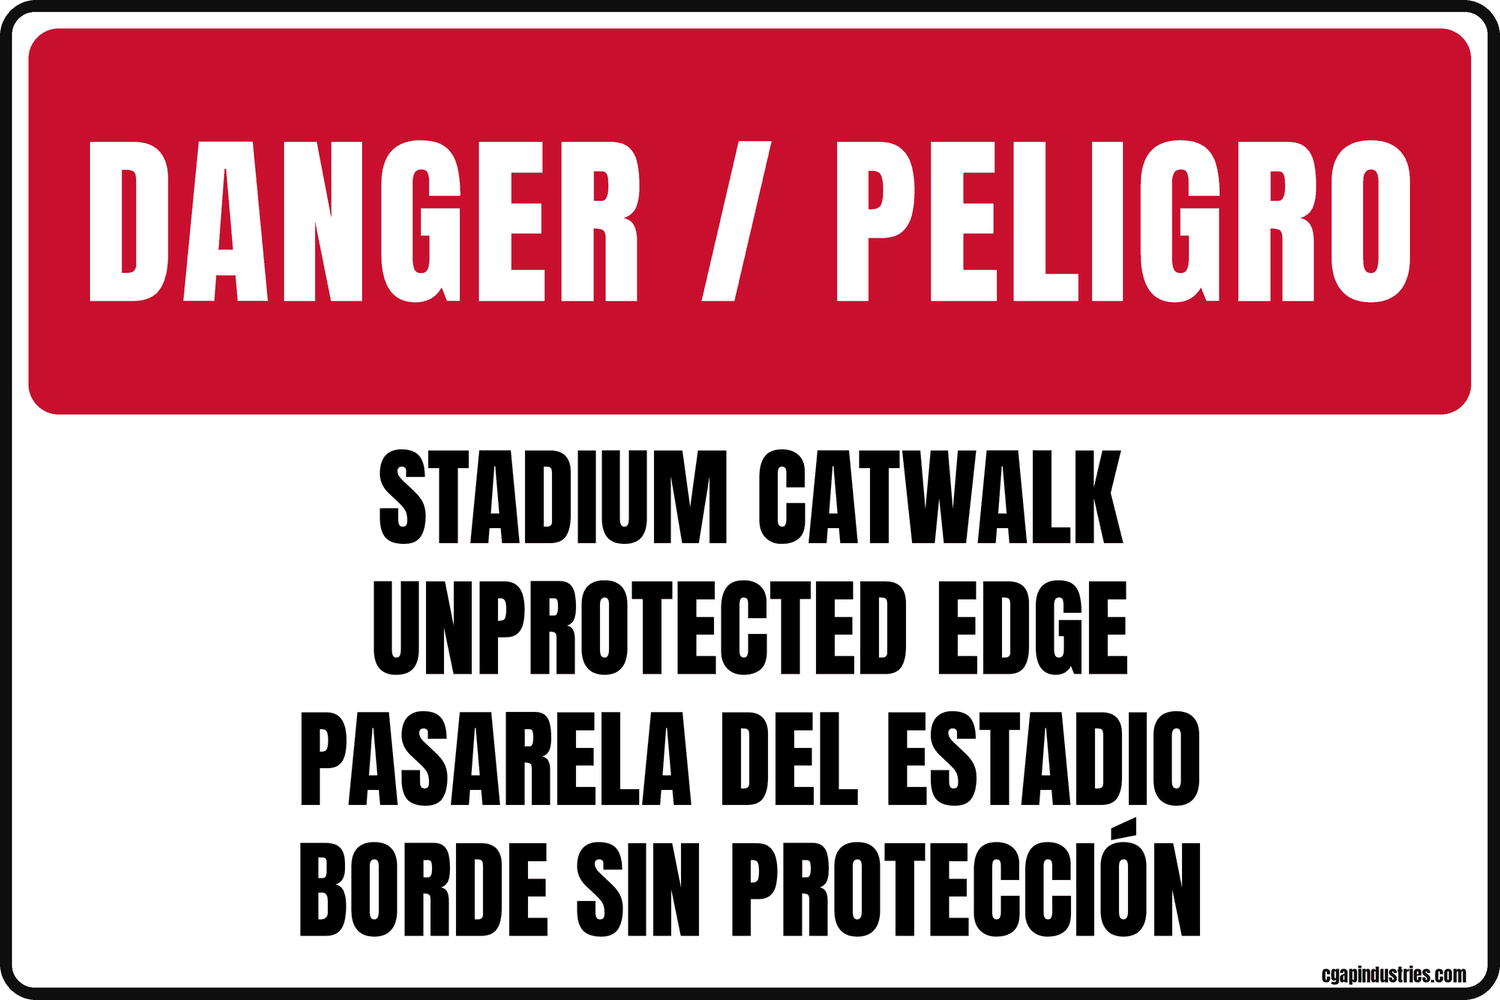 DANGER / PELIGRO
STADIUM CATWALK
UNPROTECTED EDGE
PASARELA DEL ESTADIO
BORDE SIN PROTECCIÓN
cgapindustries.com